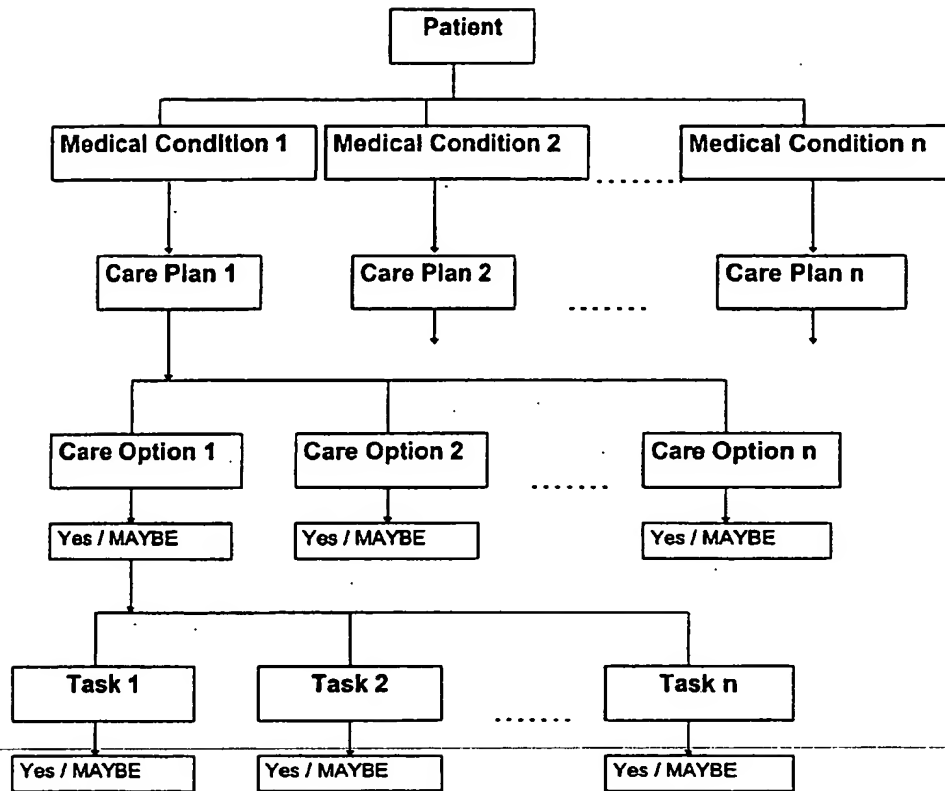 Patient
Medical Condition 1
Medical Condition 2
Medical Condition n
Care Plan 1
Care Plan 2
Care Plan n
Care Option 1
Care Option 2
Care Option n
Yes / MAYBE
Yes / MAYBE
Yes / MAYBE
Task 1
Task 2
Task n
Yes / MAYBE
Yes / MAYBE
Yes / MAYBE